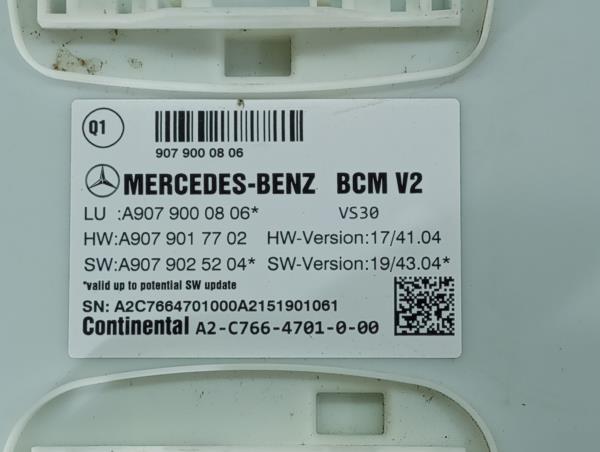 Q1
907 900 08 06
MERCEDES-BENZ BCM V2
LU :A907 900 08 06* VS30
HW:A907 901 77 02 HW-Version:17/41.04
SW:A907 902 52 04* SW-Version:19/43.04*
*valid up to potential SW update
SN: A2C7664701000A2151901061
Continental A2-C766-4701-0-00